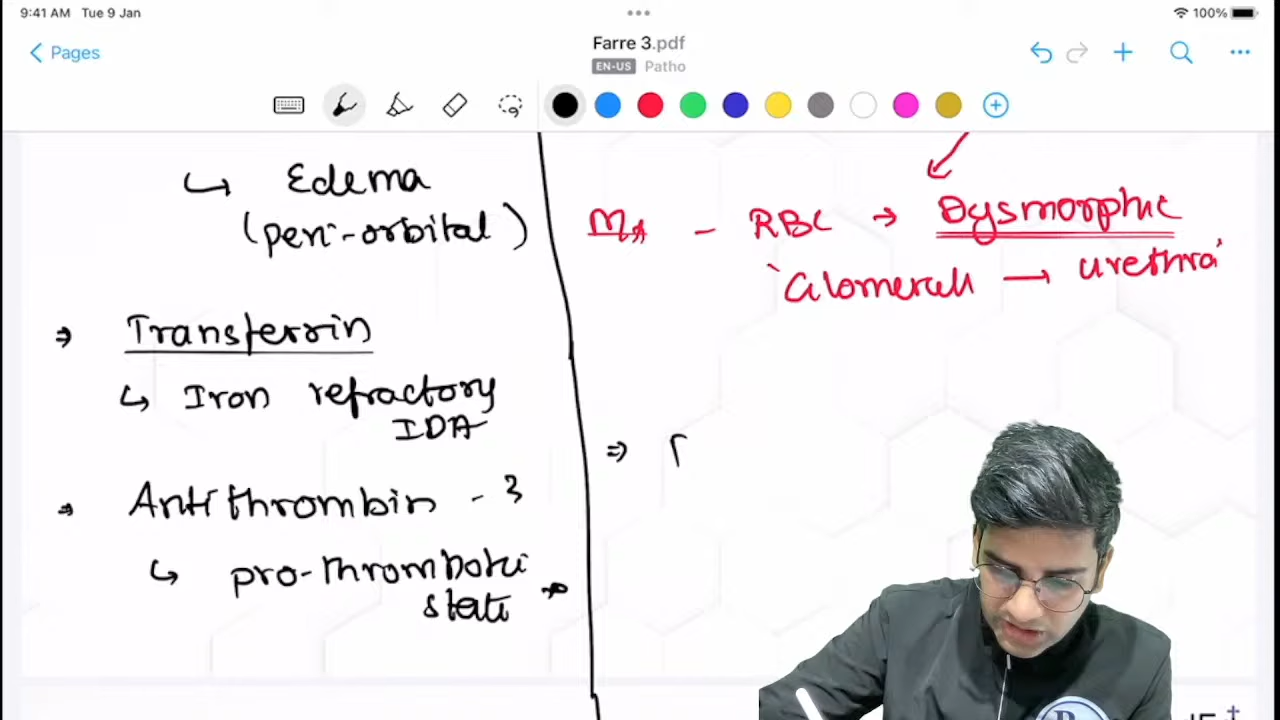 9:41 AM Tue 9 Jan
100%
Pages
Farre 3.pdf
EN-US Patho
↳ Edema
(peri-orbital)
⇒ Transferrin
↳ Iron refractory
IDA
⇒ Antithrombin - 3
↳ pro-thrombotic
state
- RBC → Dysmorphic
→ urethra
⇒